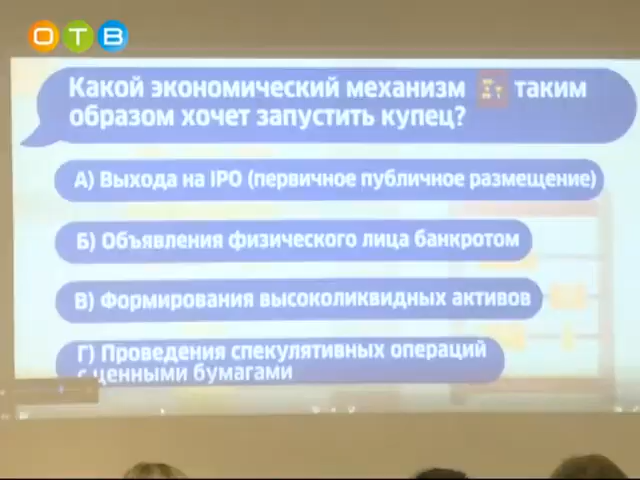 ОТВ
Какой экономический механизм таким
образом хочет запустить купец?
А) Выхода на IPO (первичное публичное размещение)
Б) Объявления физического лица банкротом
В) Формирования высоколиквидных активов
Г) Проведения спекулятивных операций
с ценными бумагами